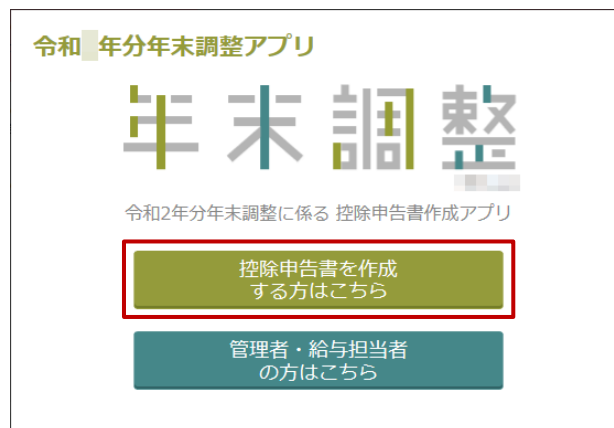 令和 年分年末調整アプリ
年末調整
令和2年分年末調整に係る 控除申告書作成アプリ
控除申告書を作成
する方はこちら
管理者・給与担当者
の方はこちら